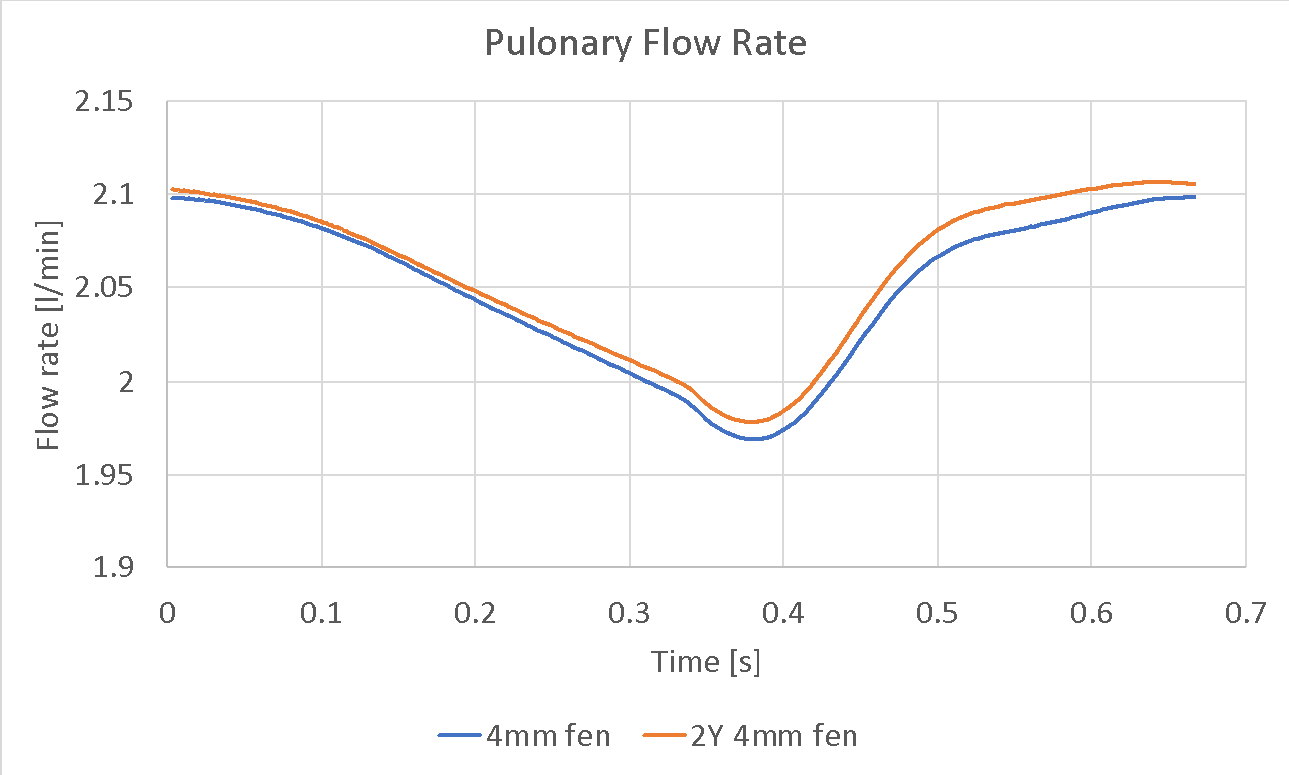 Pulonary Flow Rate
2.15
2.1
2.05
2
1.95
1.9
Flow rate [l/min]
0 0.1 0.2 0.3 0.4 0.5 0.6 0.7
Time [s]
4mm fen 2Y 4mm fen